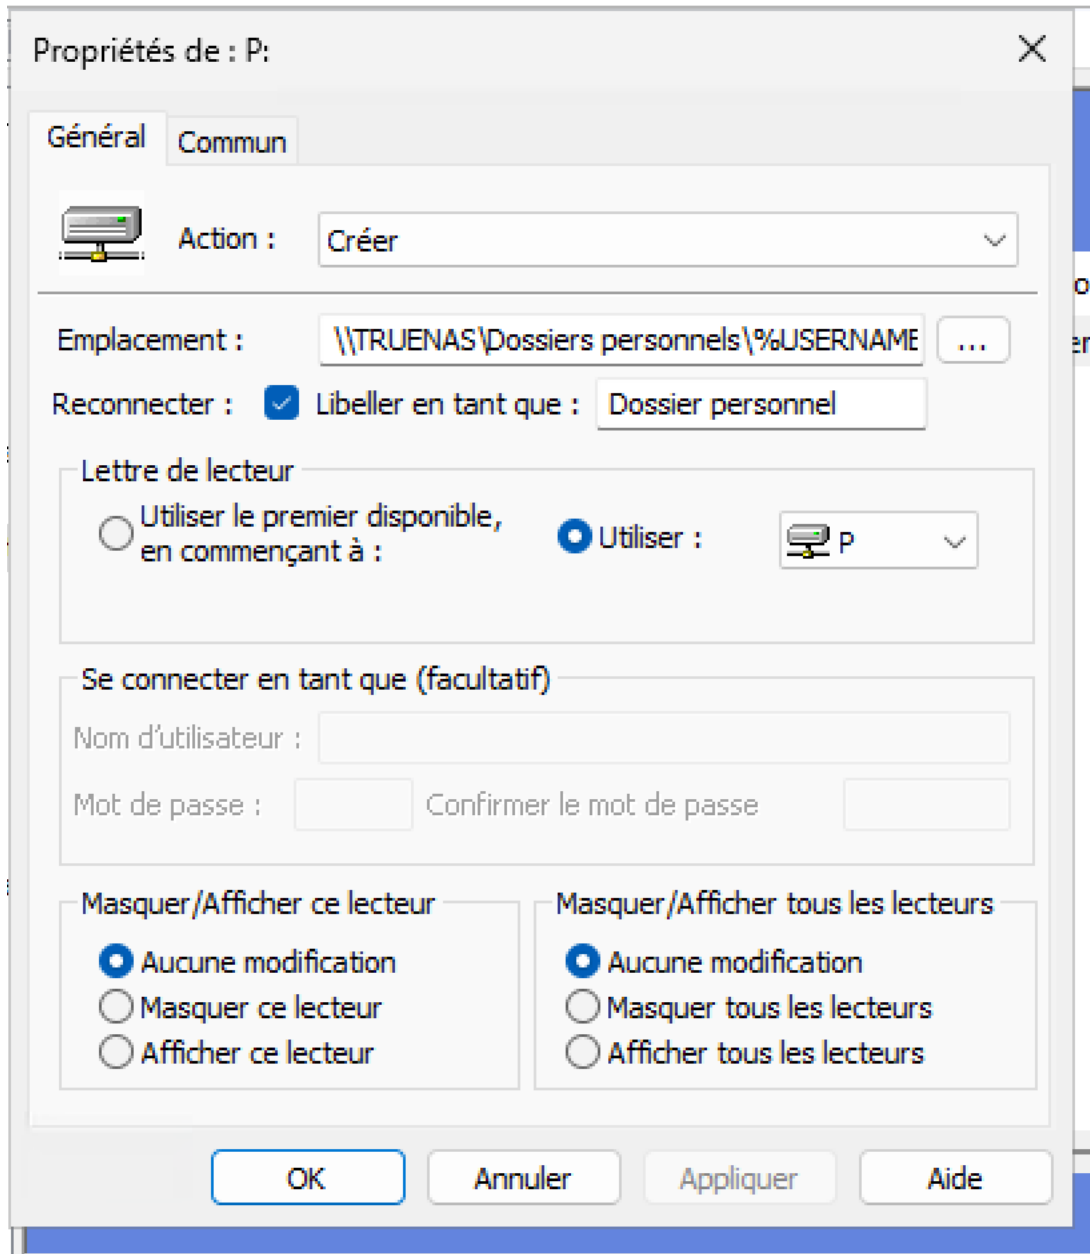 Propriétés de : P:
Général
Commun
Action :
Créer
Emplacement :
\\TRUENAS\Dossiers personnels\%USERNAME
...
Reconnecter :
Libeller en tant que :
Dossier personnel
Lettre de lecteur
Utiliser le premier disponible,
en commençant à :
Utiliser :
P
Se connecter en tant que (facultatif)
Nom d'utilisateur :
Mot de passe :
Confirmer le mot de passe
Masquer/Afficher ce lecteur
Aucune modification
Masquer ce lecteur
Afficher ce lecteur
Masquer/Afficher tous les lecteurs
Aucune modification
Masquer tous les lecteurs
Afficher tous les lecteurs
OK
Annuler
Appliquer
Aide